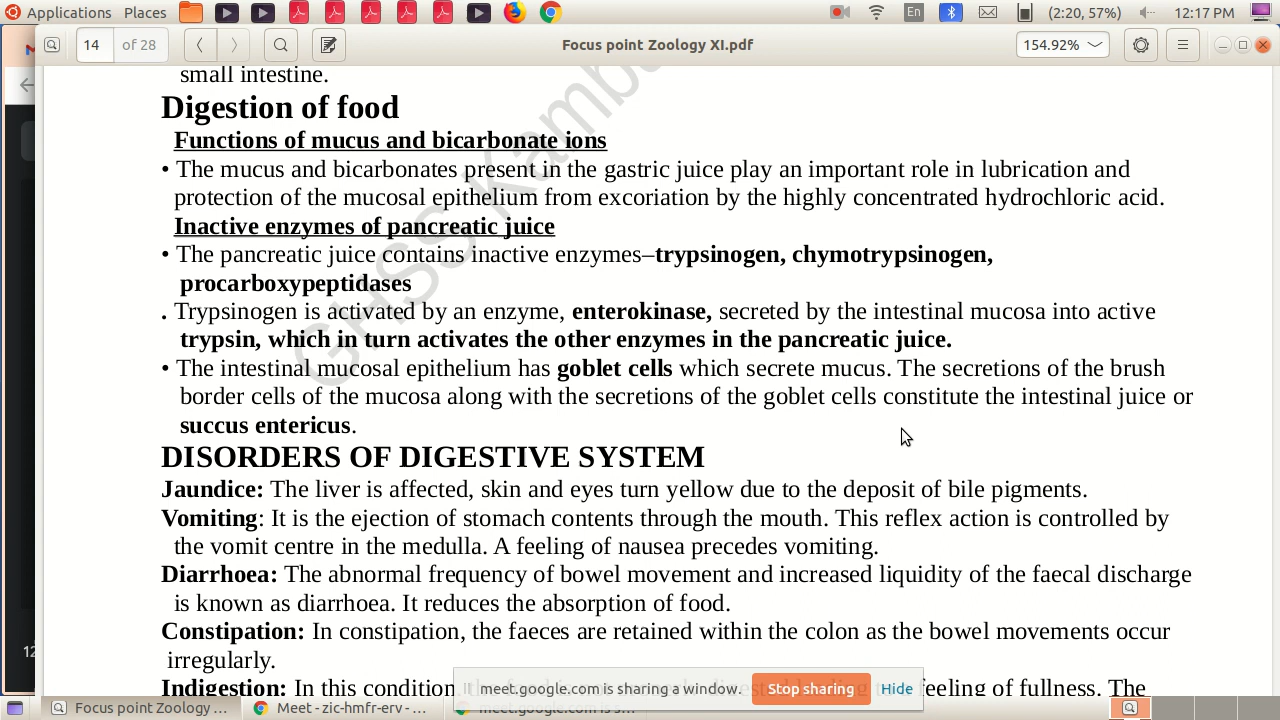 Applications Places En (2:20, 57%) 12:17 PM
14 of 28 Focus point Zoology XI.pdf 154.92%
small intestine.
Digestion of food
Functions of mucus and bicarbonate ions
• The mucus and bicarbonates present in the gastric juice play an important role in lubrication and
protection of the mucosal epithelium from excoriation by the highly concentrated hydrochloric acid.
Inactive enzymes of pancreatic juice
• The pancreatic juice contains inactive enzymes–trypsinogen, chymotrypsinogen,
procarboxypeptidases
. Trypsinogen is activated by an enzyme, enterokinase, secreted by the intestinal mucosa into active
trypsin, which in turn activates the other enzymes in the pancreatic juice.
• The intestinal mucosal epithelium has goblet cells which secrete mucus. The secretions of the brush
border cells of the mucosa along with the secretions of the goblet cells constitute the intestinal juice or
succus entericus.
DISORDERS OF DIGESTIVE SYSTEM
Jaundice: The liver is affected, skin and eyes turn yellow due to the deposit of bile pigments.
Vomiting: It is the ejection of stomach contents through the mouth. This reflex action is controlled by
the vomit centre in the medulla. A feeling of nausea precedes vomiting.
Diarrhoea: The abnormal frequency of bowel movement and increased liquidity of the faecal discharge
is known as diarrhoea. It reduces the absorption of food.
Constipation: In constipation, the faeces are retained within the colon as the bowel movements occur
irregularly.
Indigestion: In this condition, feeling of fullness. The
meet.google.com is sharing a window. Stop sharing Hide
Focus point Zoology ... Meet - zic-hmfr-erv - ... meet.google.com is s...
GHSS Kamb
12